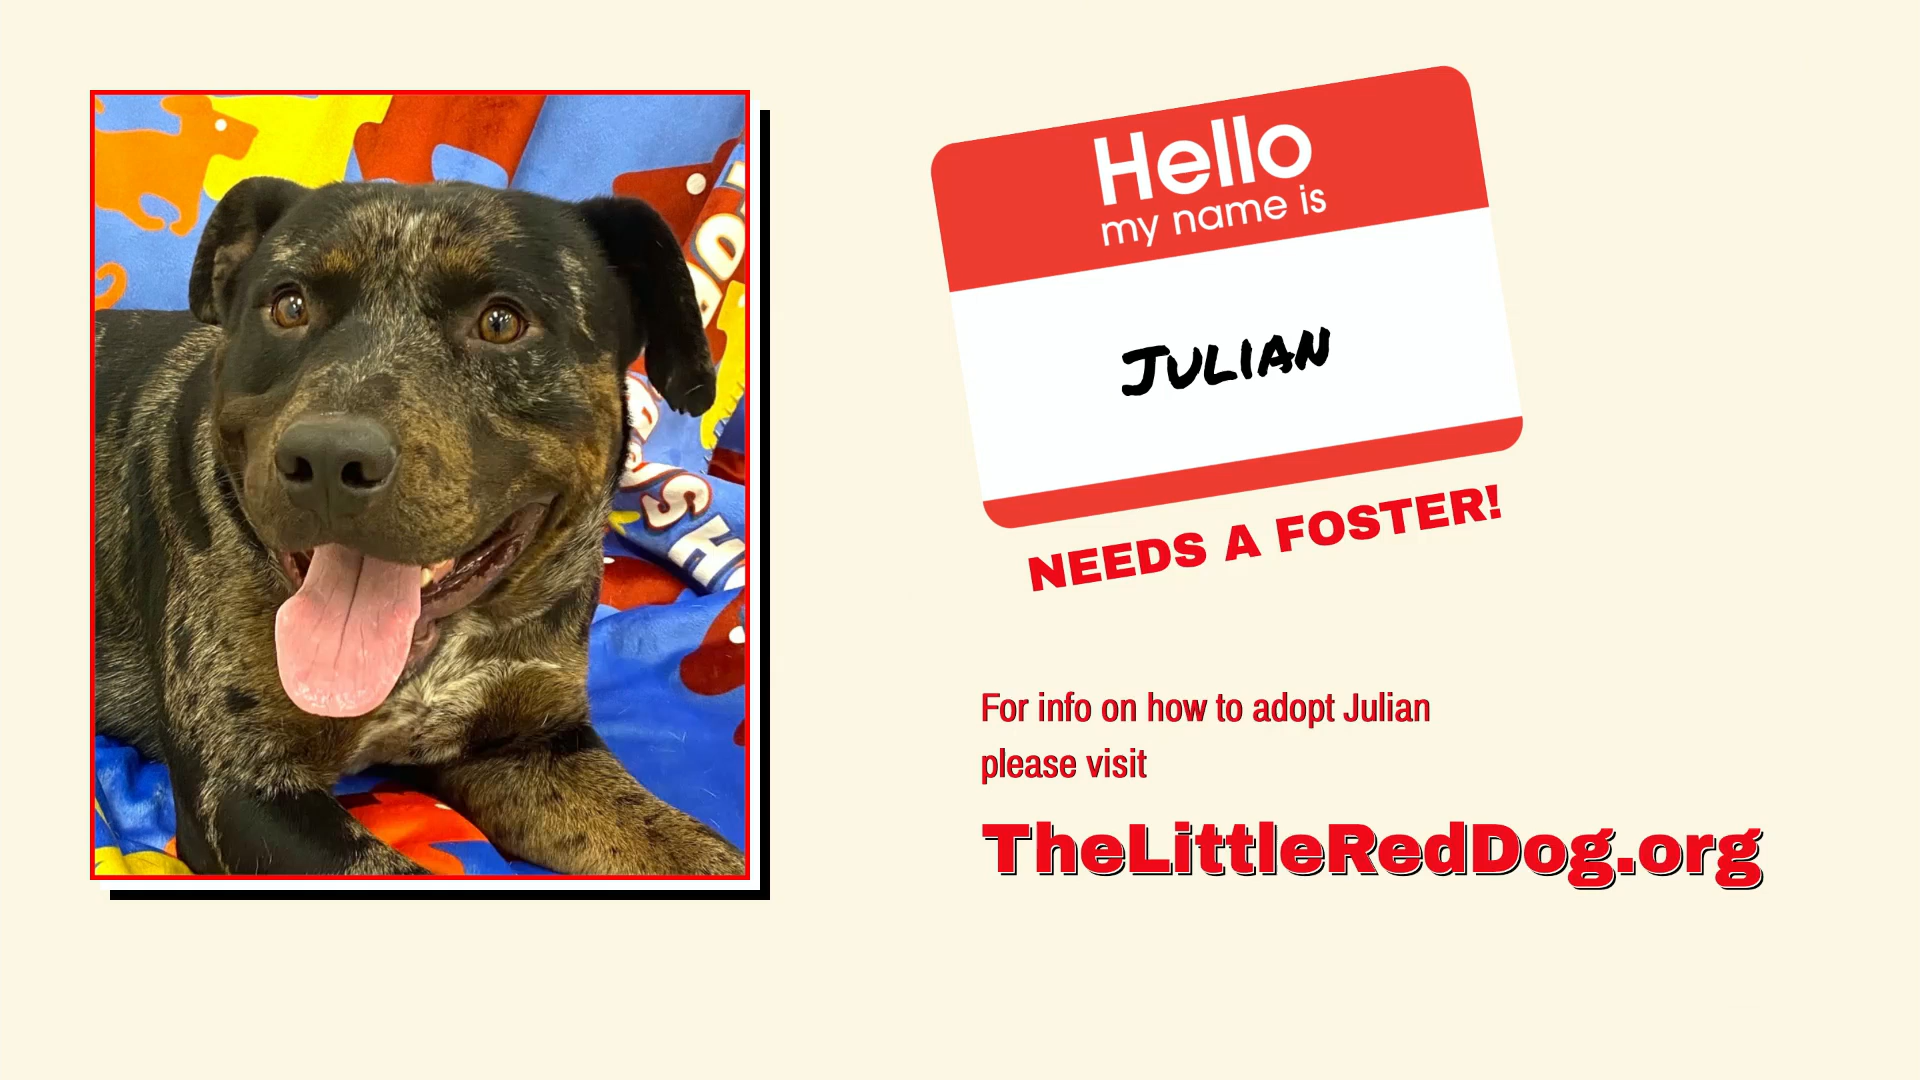 Hello
my name is
JULIAN
NEEDS A FOSTER!
For info on how to adopt Julian
please visit
TheLittleRedDog.org